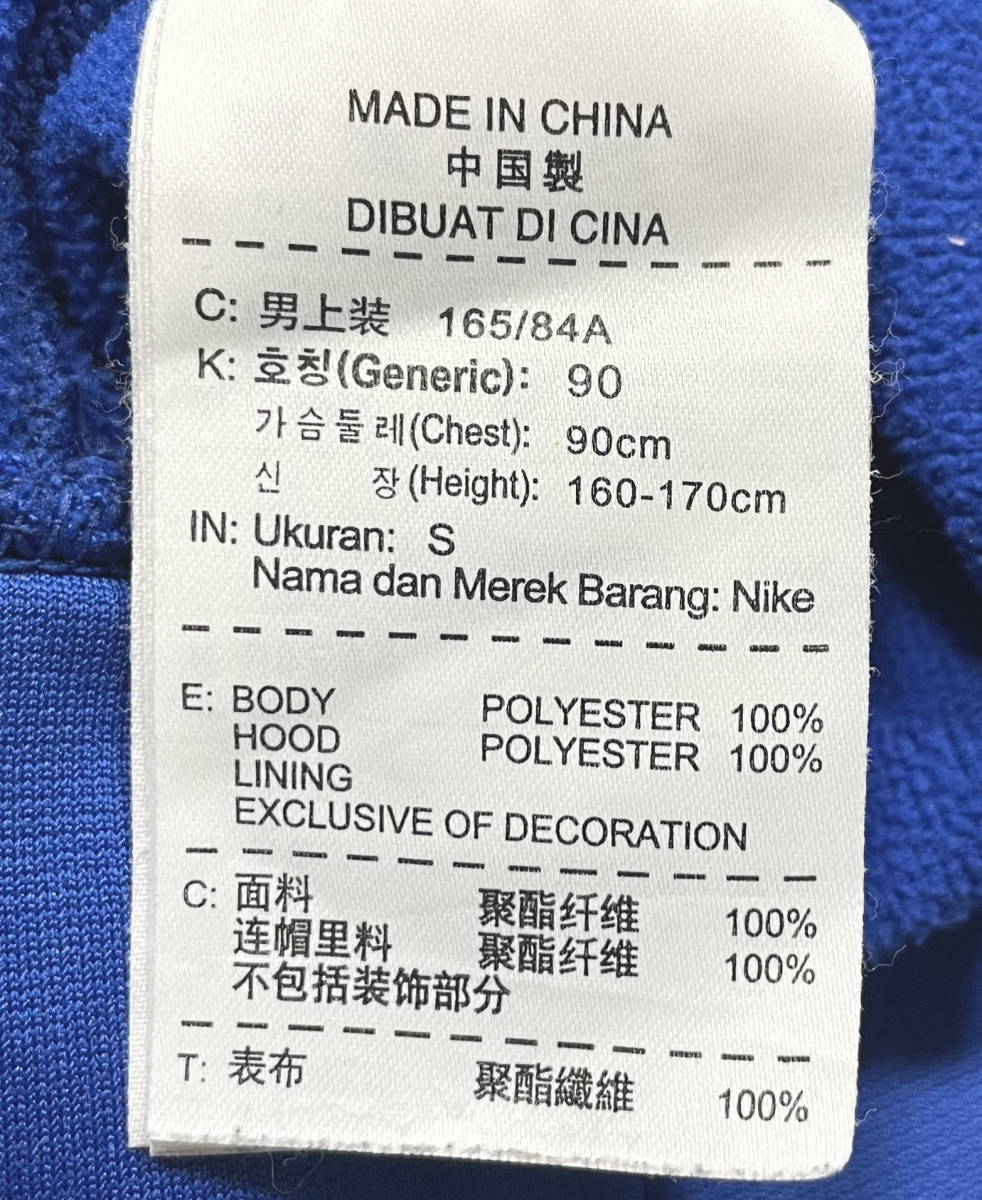 MADE IN CHINA
中国製
DIBUAT DI CINA
C: 男上装 165/84A
K: 호칭(Generic): 90
가슴둘레(Chest): 90cm
신 장(Height): 160-170cm
IN: Ukuran: S
Nama dan Merek Barang: Nike
E: BODY POLYESTER 100%
HOOD POLYESTER 100%
LINING
EXCLUSIVE OF DECORATION
C: 面料 聚酯纤维 100%
连帽里料 聚酯纤维 100%
不包括装饰部分
T: 表布 聚酯纖維 100%